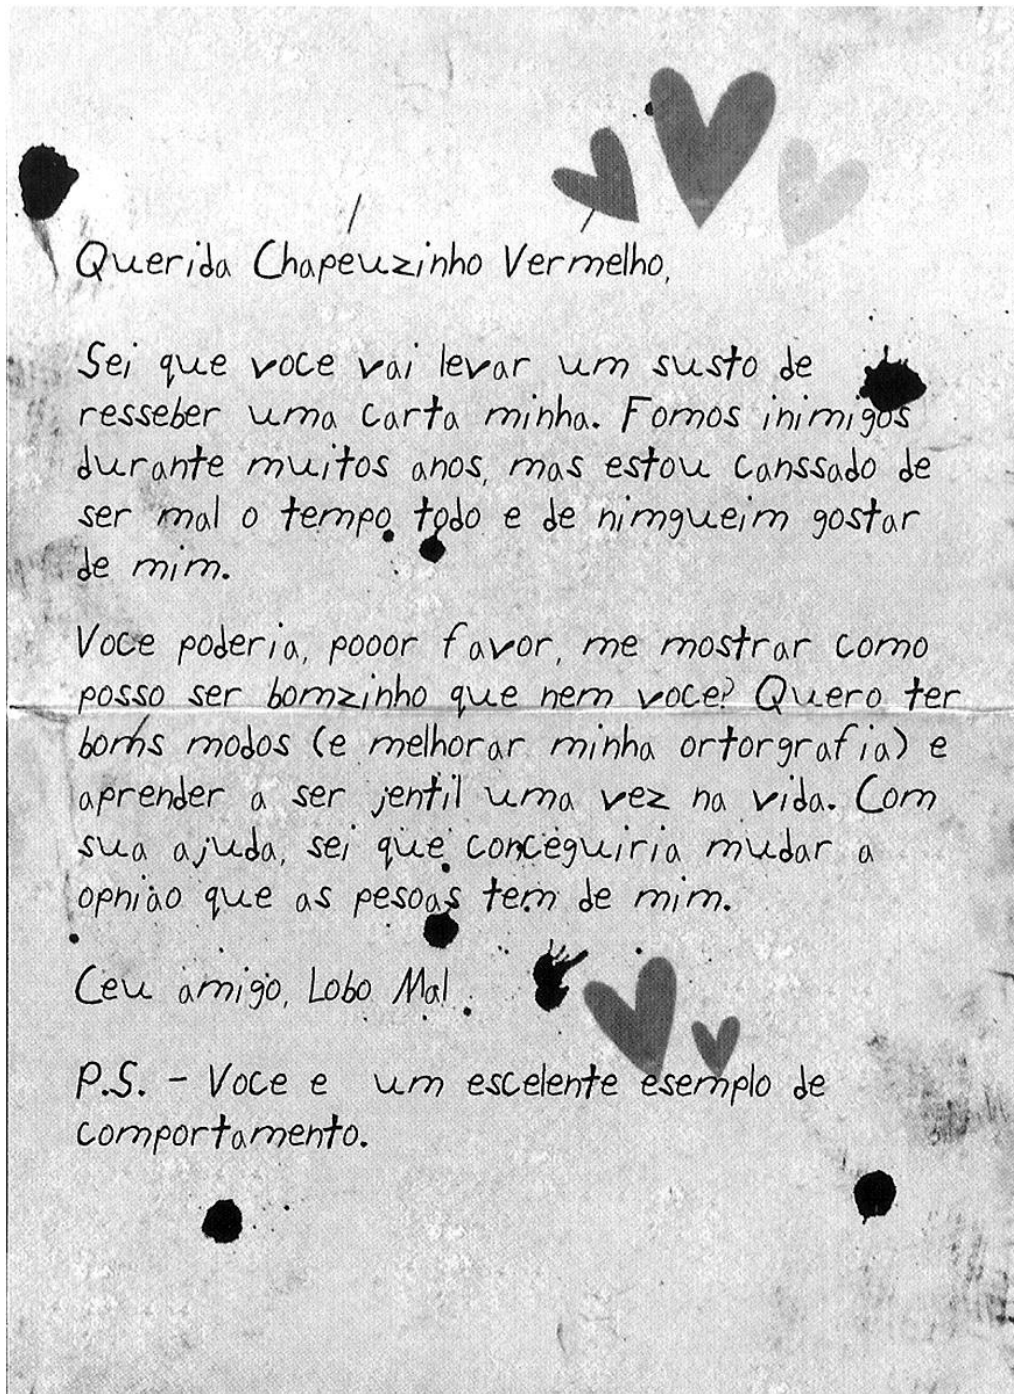 Querida Chapeuzinho Vermelho,
Sei que voce vai levar um susto de
resseber uma carta minha. Fomos inimigos
durante muitos anos, mas estou canssado de
ser mal o tempo todo e de nimgueim gostar
de mim.
Voce poderia, pooor favor, me mostrar como
posso ser bomzinho que nem voce? Quero ter
boms modos (e melhorar minha ortorgrafia) e
aprender a ser jentil uma vez na vida. Com
sua ajuda, sei que conceguiria mudar a
opnião que as pesoas tem de mim.
Ceu amigo, Lobo Mal
P.S. - Voce e um escelente esemplo de
comportamento.